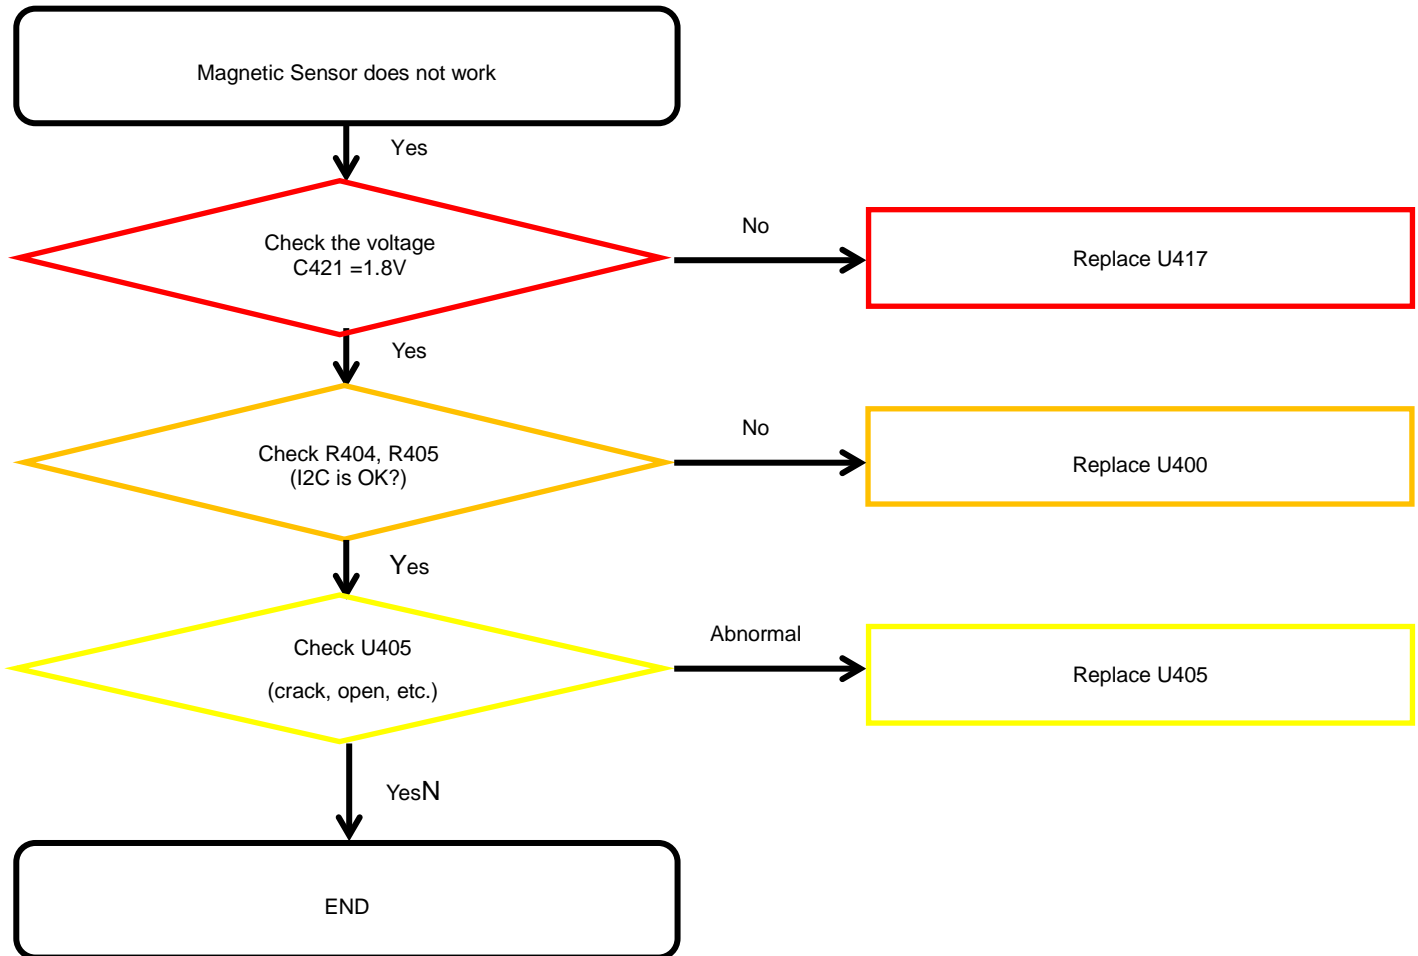 Magnetic Sensor does not work
Yes
Check the voltage
C421 =1.8V
No
Replace U417
Yes
Check R404, R405
(I2C is OK?)
No
Replace U400
Yes
Check U405
(crack, open, etc.)
Abnormal
Replace U405
YesN
END